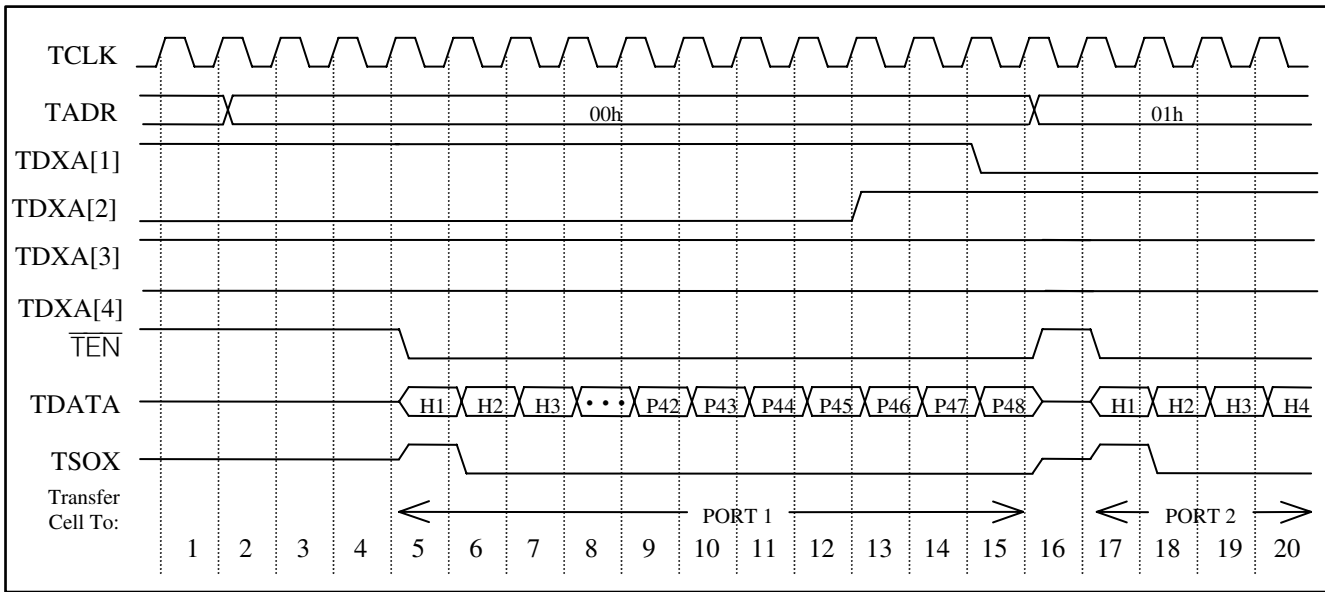 TCLK
TADR 00h 01h
TDXA[1]
TDXA[2]
TDXA[3]
TDXA[4]
TEN
TDATA H1 H2 H3 • • • P42 P43 P44 P45 P46 P47 P48 H1 H2 H3 H4
TSOX
Transfer
Cell To: PORT 1 PORT 2
1 2 3 4 5 6 7 8 9 10 11 12 13 14 15 16 17 18 19 20